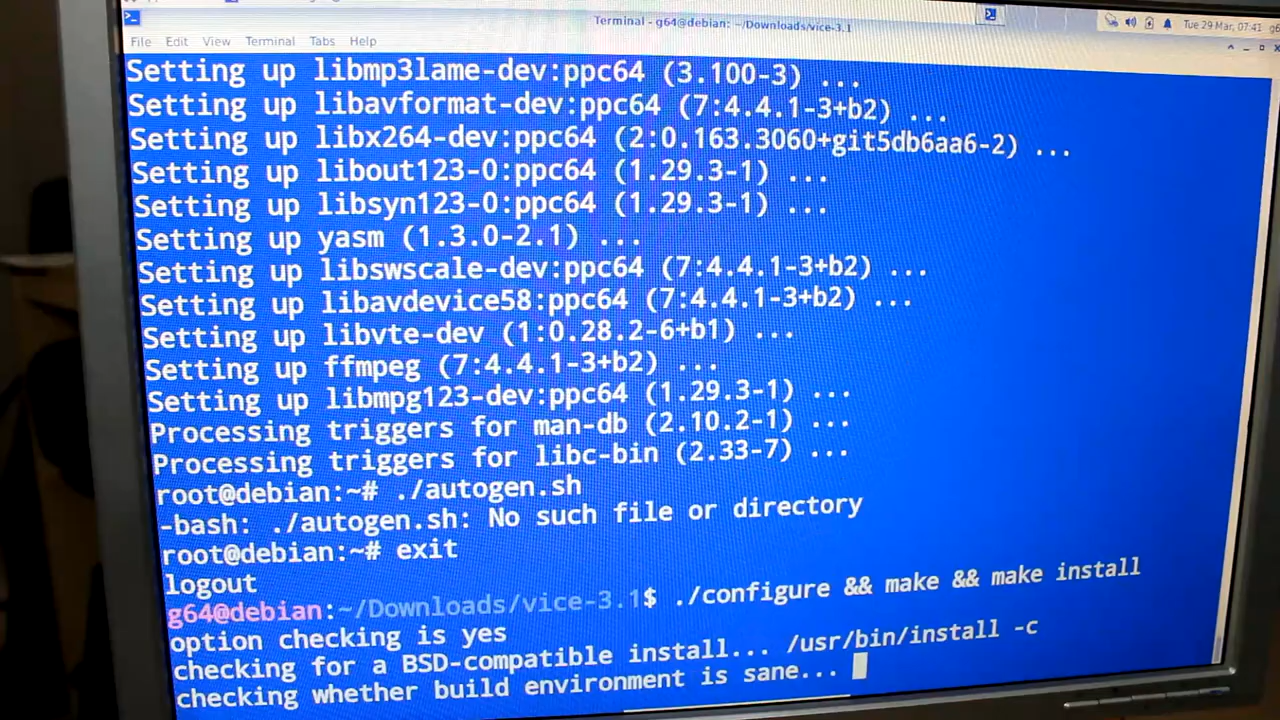 Terminal - g64@debian: ~/Downloads/vice-3.1
Tue 29 Mar, 07:41
File Edit View Terminal Tabs Help
Setting up libmp3lame-dev:ppc64 (3.100-3) ...
Setting up libavformat-dev:ppc64 (7:4.4.1-3+b2) ...
Setting up libx264-dev:ppc64 (2:0.163.3060+git5db6aa6-2) ...
Setting up libout123-0:ppc64 (1.29.3-1) ...
Setting up libsyn123-0:ppc64 (1.29.3-1) ...
Setting up yasm (1.3.0-2.1) ...
Setting up libswscale-dev:ppc64 (7:4.4.1-3+b2) ...
Setting up libavdevice58:ppc64 (7:4.4.1-3+b2) ...
Setting up libvte-dev (1:0.28.2-6+b1) ...
Setting up ffmpeg (7:4.4.1-3+b2) ...
Setting up libmpg123-dev:ppc64 (1.29.3-1) ...
Processing triggers for man-db (2.10.2-1) ...
Processing triggers for libc-bin (2.33-7) ...
root@debian:~# ./autogen.sh
-bash: ./autogen.sh: No such file or directory
root@debian:~# exit
logout
g64@debian:~/Downloads/vice-3.1$ ./configure && make && make install
option checking is yes
checking for a BSD-compatible install... /usr/bin/install -c
checking whether build environment is sane...